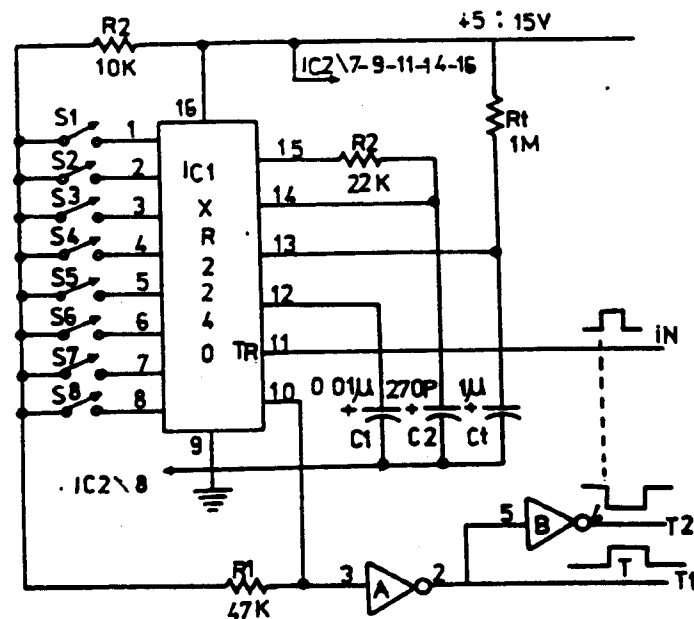 R2
10K
+5 : 15V
IC2\7-9-11-14-16
16
Rt
1M
S1
1
S2
2
S3
3
S4
4
S5
5
S6
6
S7
7
S8
8
IC1
X
R
2
2
4
0
TR
15
R2
22K
14
13
12
11
iN
10
0.01µ
270P
1µ
+
+
+
C1
C2
Ct
9
IC2\8
5
B
6
T2
R1
47K
3
A
2
T
T1